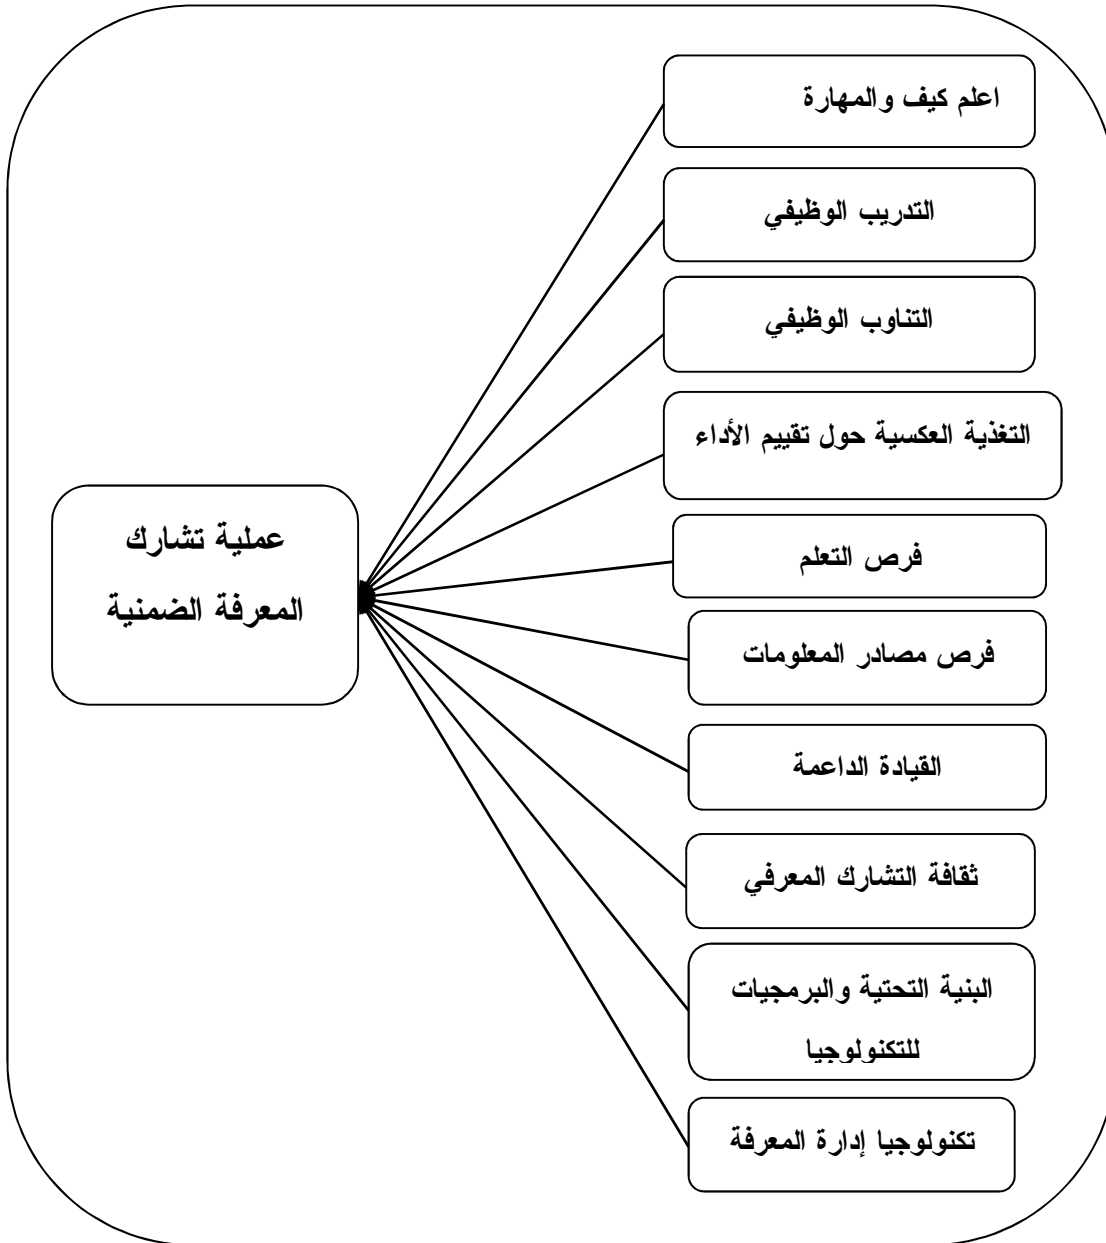 اعلم كيف والمهارة
التدريب الوظيفي
التناوب الوظيفي
التغذية العكسية حول تقييم الأداء
عملية تشارك
المعرفة الضمنية
فرص التعلم
فرص مصادر المعلومات
القيادة الداعمة
ثقافة التشارك المعرفي
البنية التحتية والبرمجيات
للتكنولوجيا
تكنولوجيا إدارة المعرفة